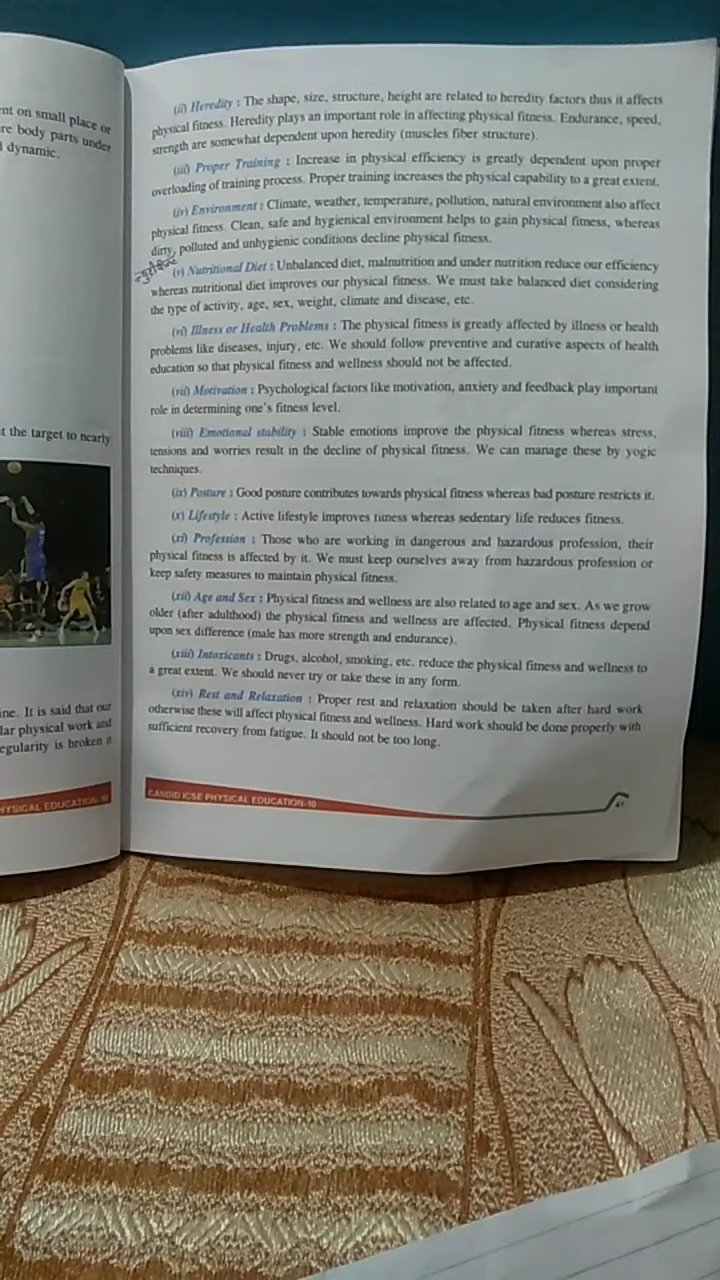 ent on small place or
re body parts under
l dynamic.
t the target to nearly
ine. It is said that our
lar physical work and
egularity is broken it
HYSICAL EDUCATION-10
(ii) Heredity : The shape, size, structure, height are related to heredity factors thus it affects
physical fitness. Heredity plays an important role in affecting physical fitness. Endurance, speed,
strength are somewhat dependent upon heredity (muscles fiber structure).
(iii) Proper Training : Increase in physical efficiency is greatly dependent upon proper
overloading of training process. Proper training increases the physical capability to a great extent.
(iv) Environment : Climate, weather, temperature, pollution, natural environment also affect
physical fitness. Clean, safe and hygienical environment helps to gain physical fitness, whereas
dirty, polluted and unhygienic conditions decline physical fitness.
(v) Nutritional Diet : Unbalanced diet, malnutrition and under nutrition reduce our efficiency
whereas nutritional diet improves our physical fitness. We must take balanced diet considering
the type of activity, age, sex, weight, climate and disease, etc.
(vi) Illness or Health Problems : The physical fitness is greatly affected by illness or health
problems like diseases, injury, etc. We should follow preventive and curative aspects of health
education so that physical fitness and wellness should not be affected.
(vii) Motivation : Psychological factors like motivation, anxiety and feedback play important
role in determining one's fitness level.
(viii) Emotional stability : Stable emotions improve the physical fitness whereas stress,
tensions and worries result in the decline of physical fitness. We can manage these by yogic
techniques.
(ix) Posture : Good posture contributes towards physical fitness whereas bad posture restricts it.
(x) Lifestyle : Active lifestyle improves fitness whereas sedentary life reduces fitness.
(xi) Profession : Those who are working in dangerous and hazardous profession, their
physical fitness is affected by it. We must keep ourselves away from hazardous profession or
keep safety measures to maintain physical fitness.
(xii) Age and Sex : Physical fitness and wellness are also related to age and sex. As we grow
older (after adulthood) the physical fitness and wellness are affected. Physical fitness depend
upon sex difference (male has more strength and endurance).
(xiii) Intoxicants : Drugs, alcohol, smoking, etc. reduce the physical fitness and wellness to
a great extent. We should never try or take these in any form.
(xiv) Rest and Relaxation : Proper rest and relaxation should be taken after hard work
otherwise these will affect physical fitness and wellness. Hard work should be done properly with
sufficient recovery from fatigue. It should not be too long.
CANDID ICSE PHYSICAL EDUCATION-10
41